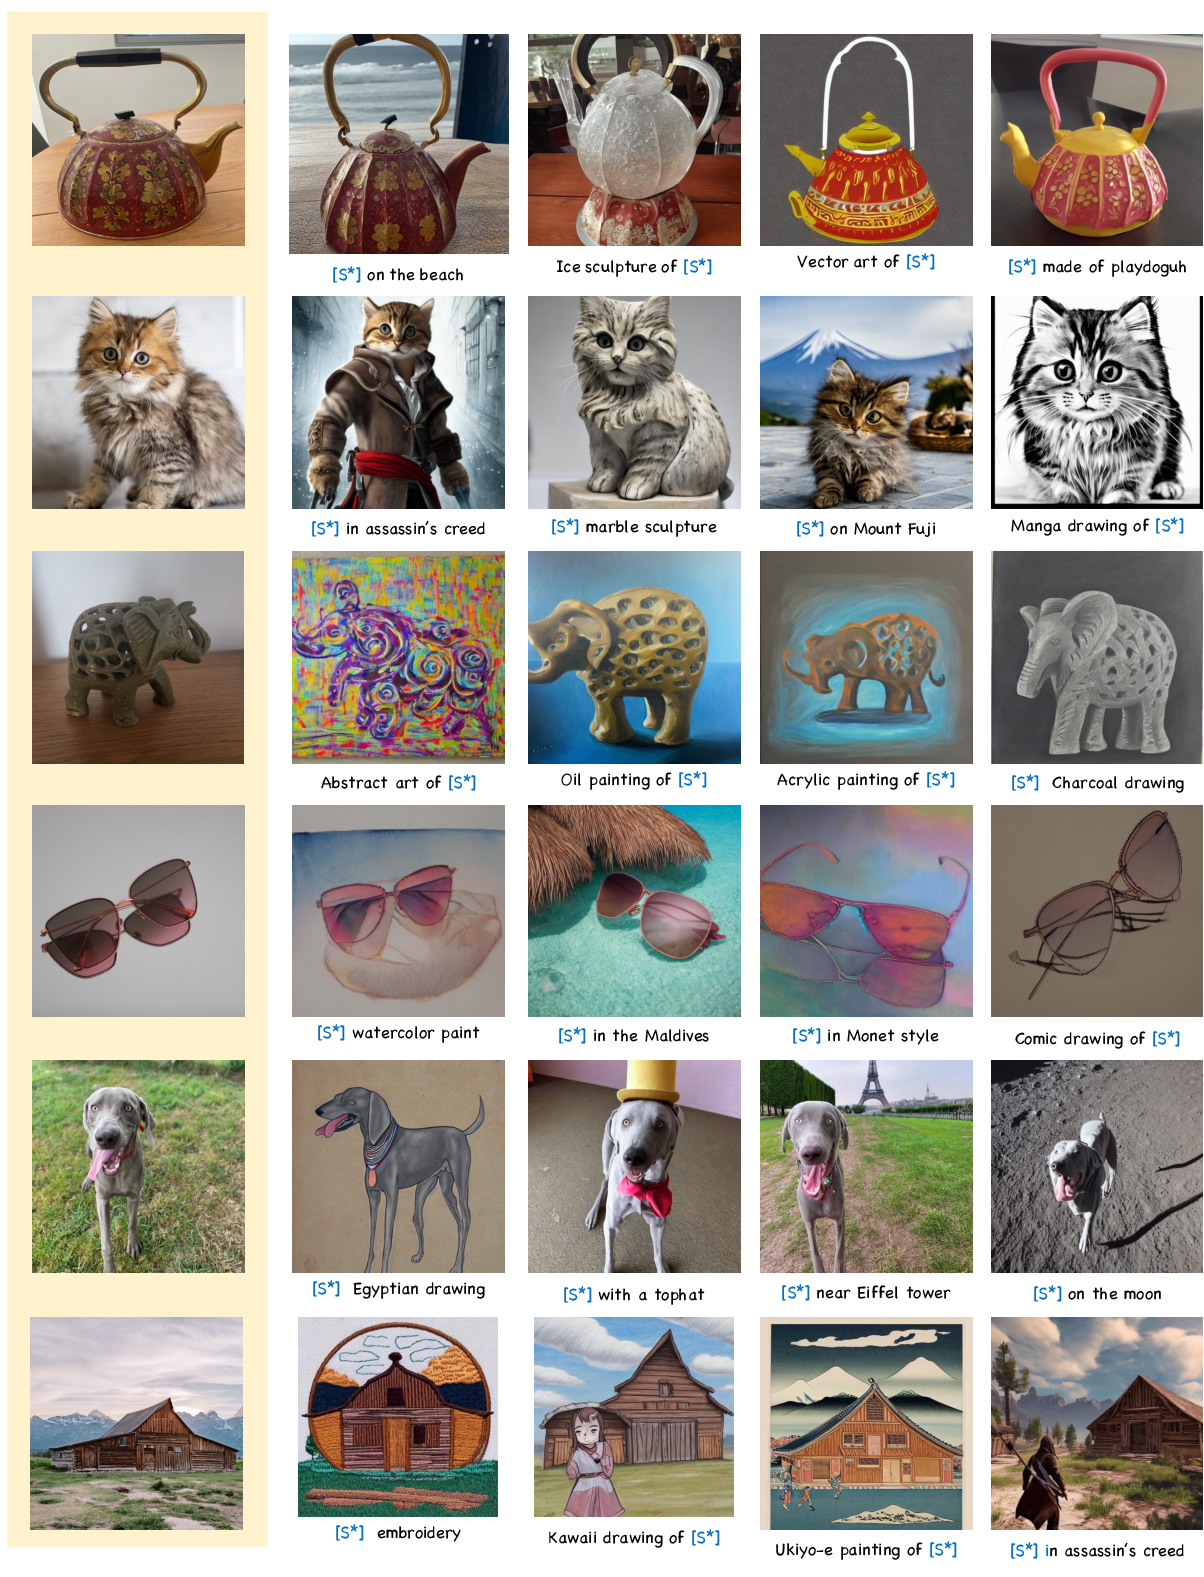 [S*] on the beach
Ice sculpture of [S*]
Vector art of [S*]
[S*] made of playdoguh
[S*] in assassin's creed
[S*] marble sculpture
[S*] on Mount Fuji
Manga drawing of [S*]
Abstract art of [S*]
Oil painting of [S*]
Acrylic painting of [S*]
[S*] Charcoal drawing
[S*] watercolor paint
[S*] in the Maldives
[S*] in Monet style
Comic drawing of [S*]
[S*] Egyptian drawing
[S*] with a tophat
[S*] near Eiffel tower
[S*] on the moon
[S*] embroidery
Kawaii drawing of [S*]
Ukiyo-e painting of [S*]
[S*] in assassin's creed